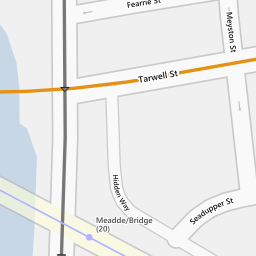 Fearne St
Meyston St
Tarwell St
Hidden Way
Meadde/Bridge
(20)
Seadupper St